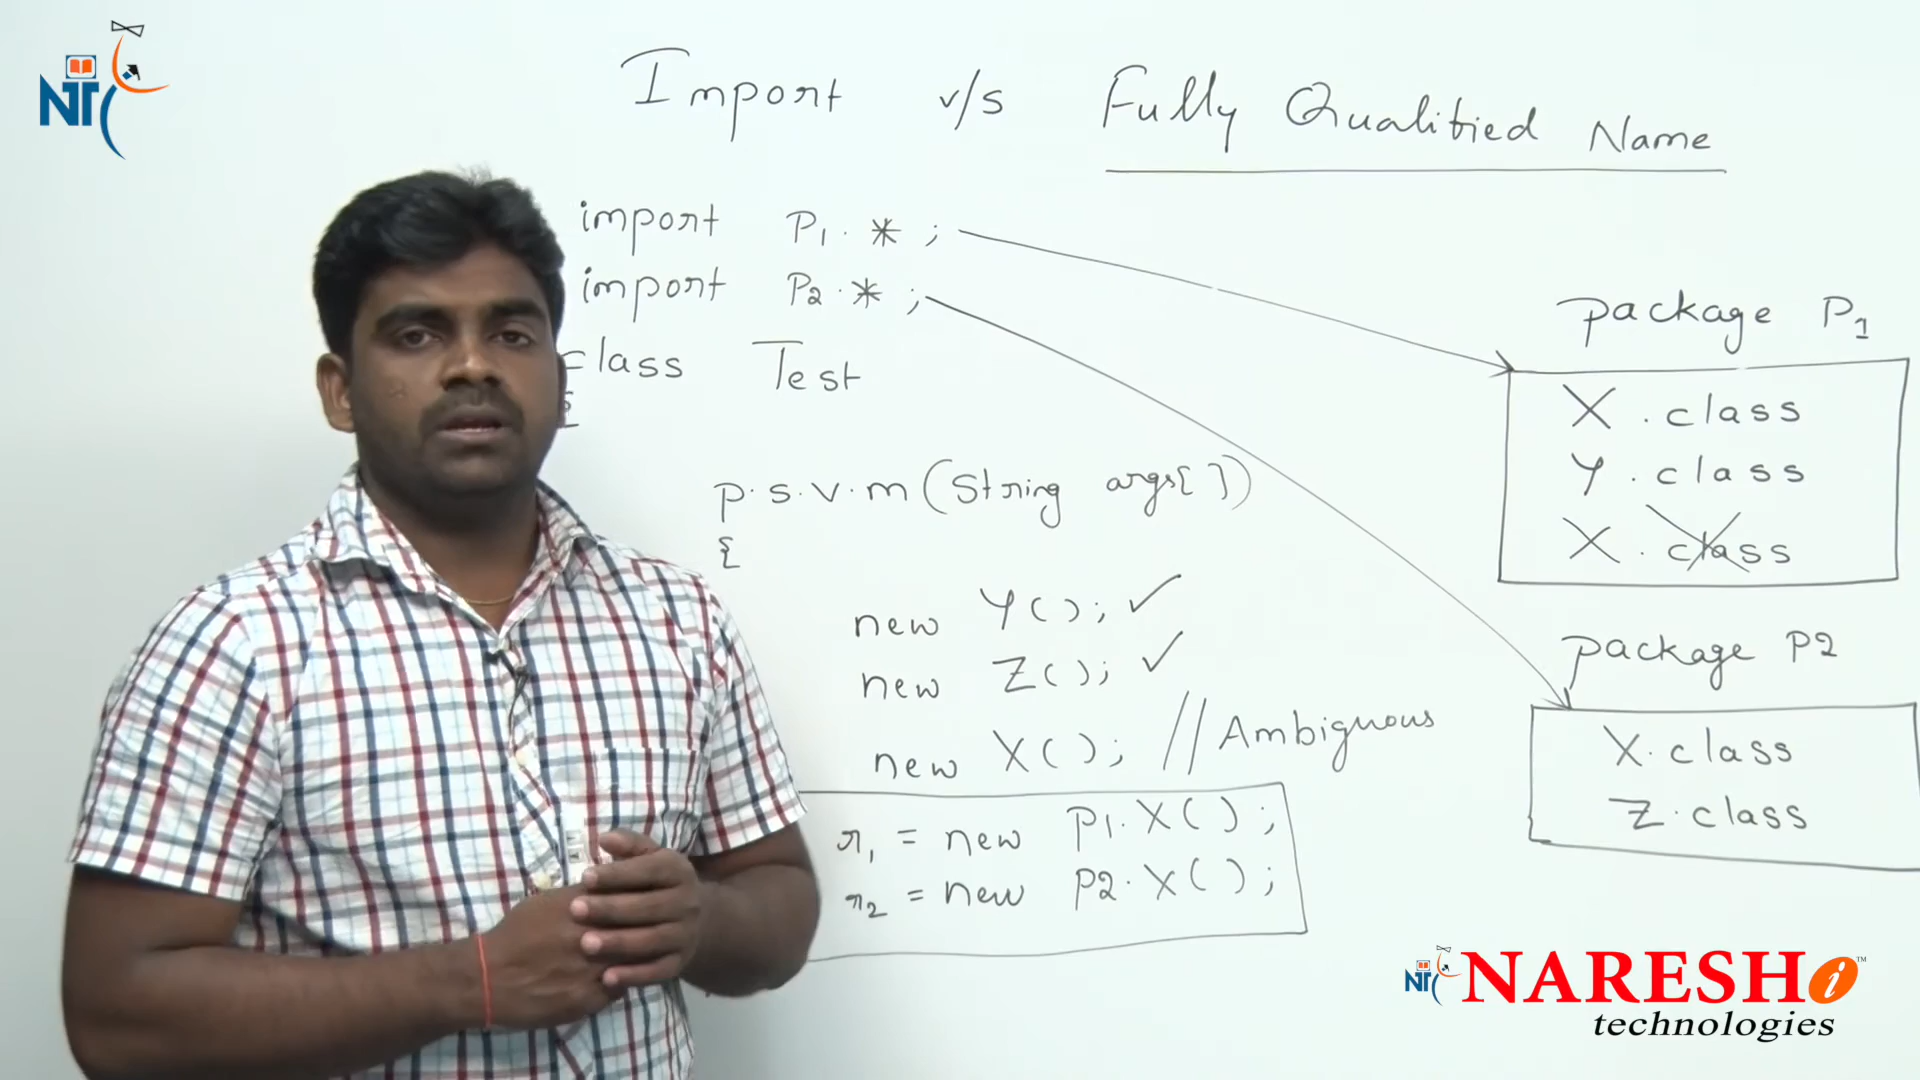 NTC
Import v/s Fully Qualified Name
import P1.*;
import P2.*;
class Test
{
p.s.v.m(String args[])
{
new Y(); ✓
new Z(); ✓
new X(); // Ambiguous
r1 = new P1.X();
r2 = new P2.X();
package P1
X.class
Y.class
X.class
package P2
X.class
Z.class
NARESH i ™
technologies